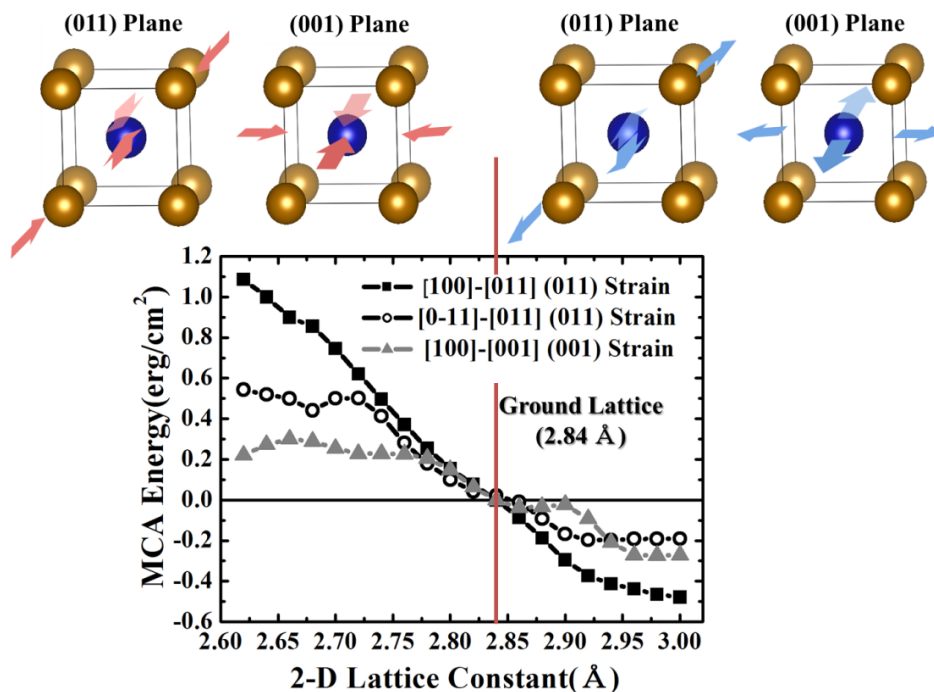 (011) Plane (001) Plane (011) Plane (001) Plane
[100]-[011] (011) Strain
[0-11]-[011] (011) Strain
[100]-[001] (001) Strain
Ground Lattice
(2.84 Å)
MCA Energy(erg/cm²)
1.2
1.0
0.8
0.6
0.4
0.2
0.0
-0.2
-0.4
-0.6
2.60 2.65 2.70 2.75 2.80 2.85 2.90 2.95 3.00
2-D Lattice Constant(Å)